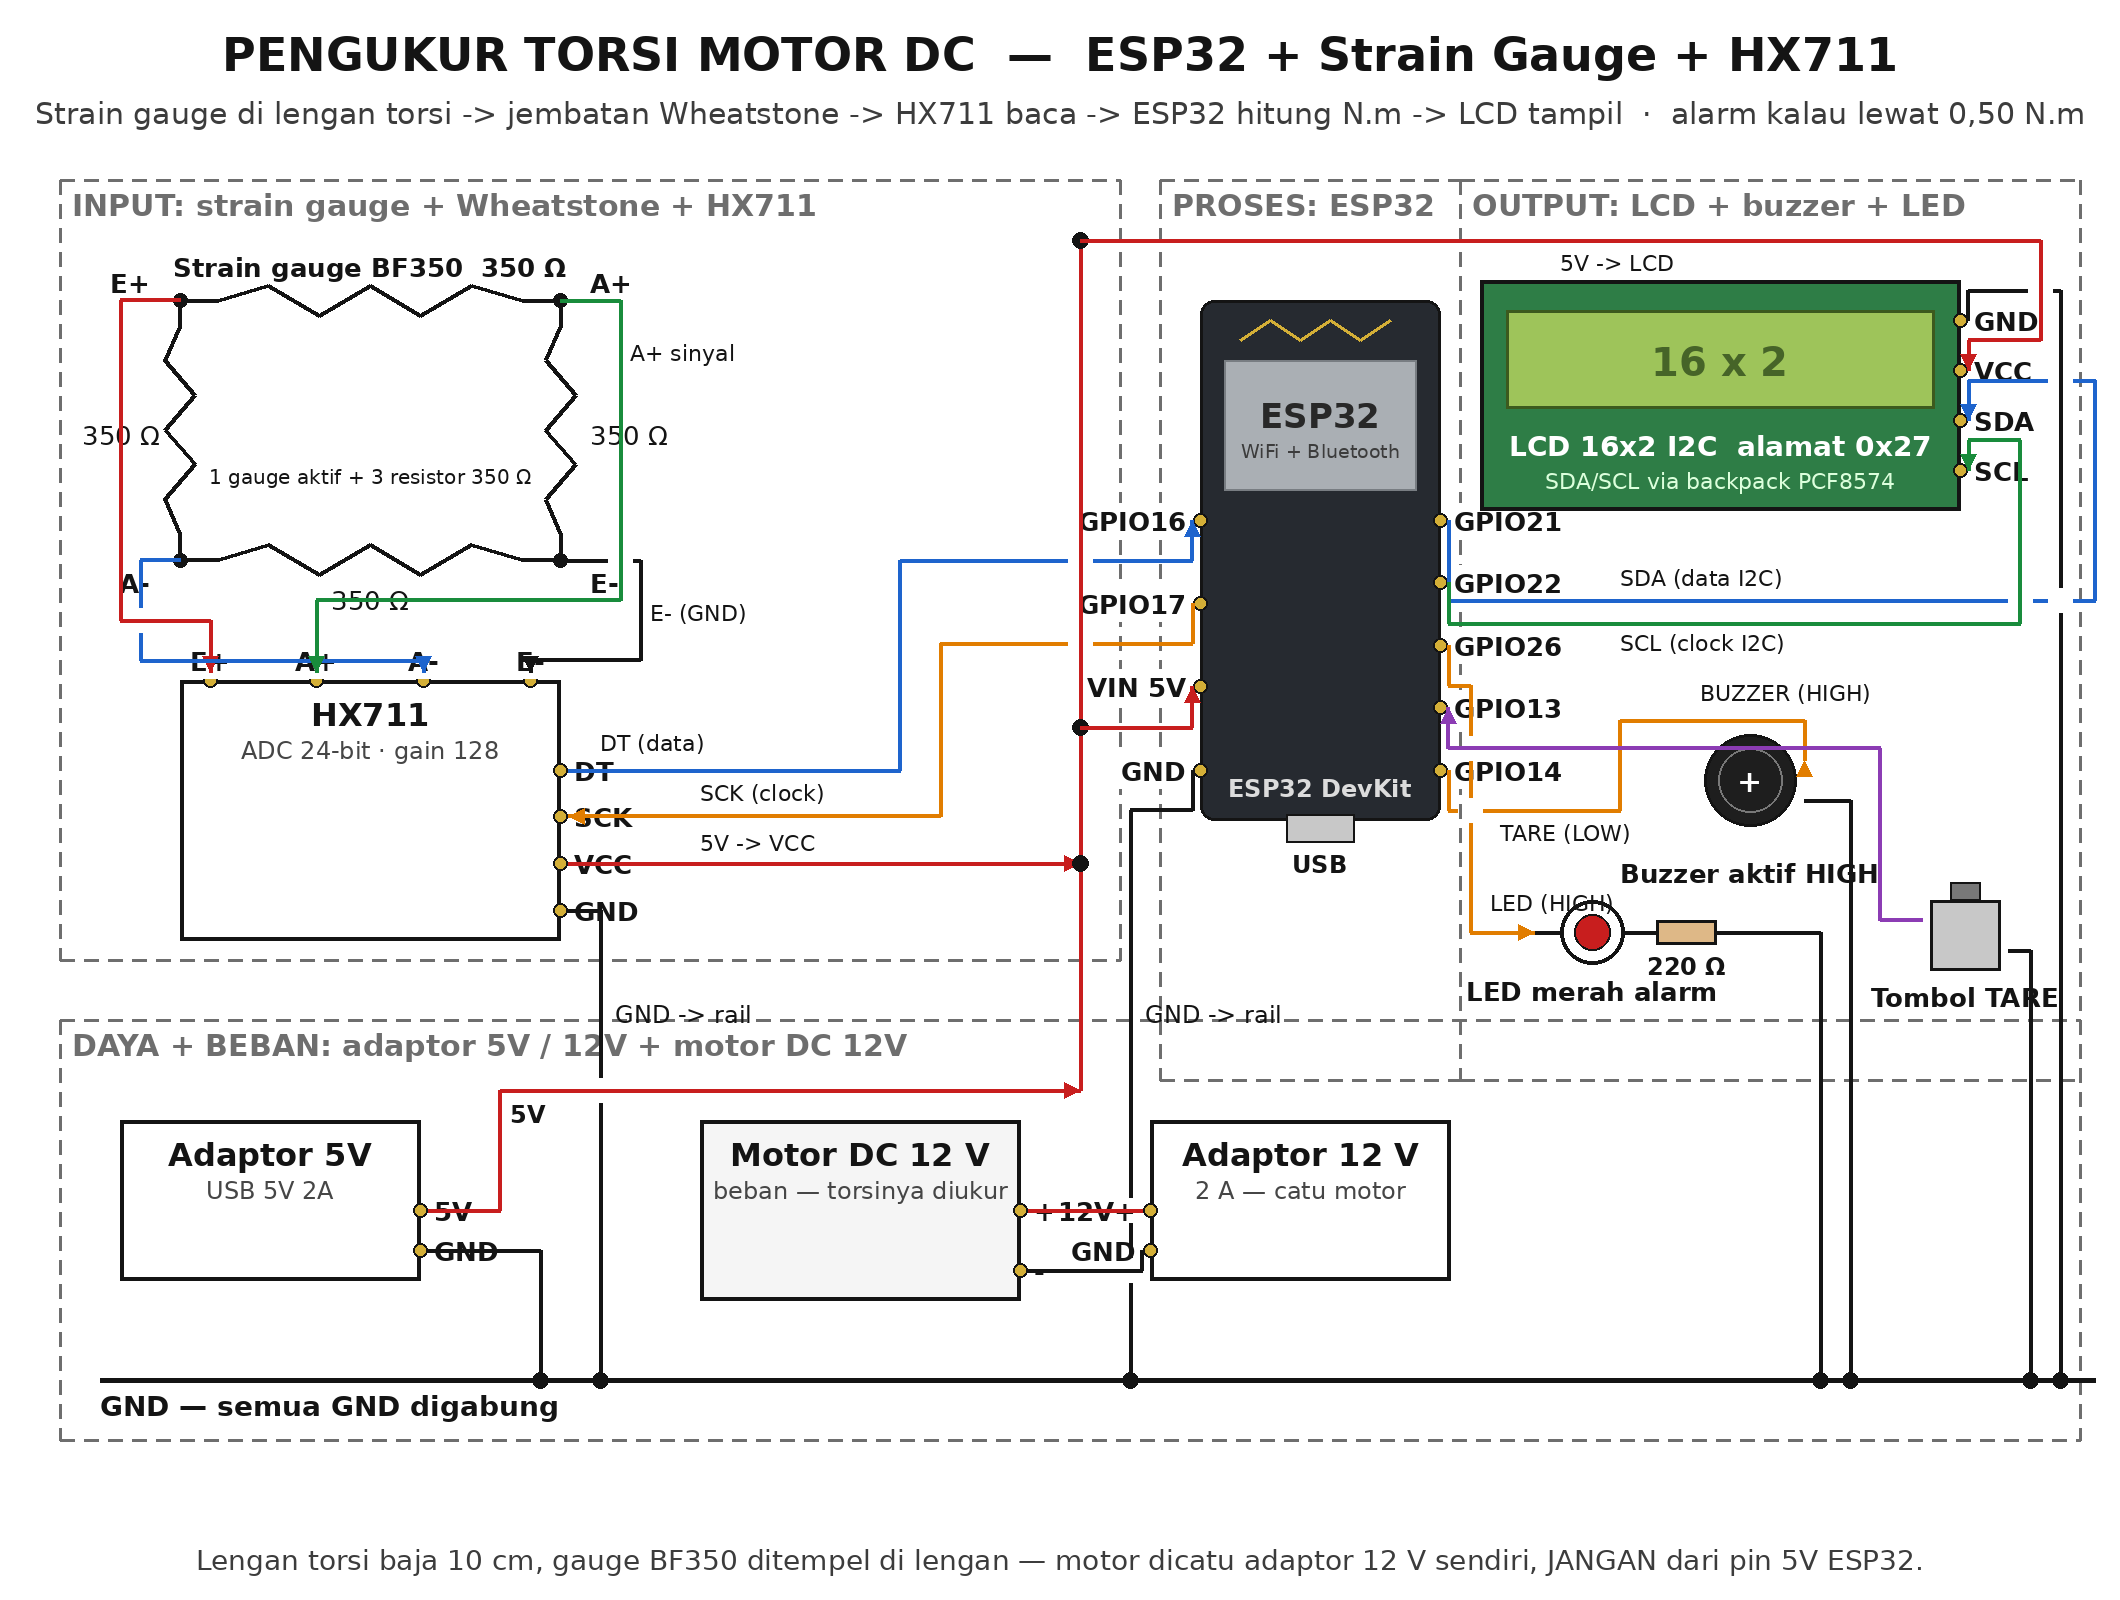 PENGUKUR TORSI MOTOR DC — ESP32 + Strain Gauge + HX711
Strain gauge di lengan torsi -> jembatan Wheatstone -> HX711 baca -> ESP32 hitung N.m -> LCD tampil · alarm kalau lewat 0,50 N.m
INPUT: strain gauge + Wheatstone + HX711
Strain gauge BF350 350 Ω
E+
A+
A+ sinyal
350 Ω
350 Ω
1 gauge aktif + 3 resistor 350 Ω
A-
E-
350 Ω
E- (GND)
E+
A+
A-
E-
HX711
ADC 24-bit · gain 128
DT (data)
DT
SCK (clock)
SCK
5V -> VCC
VCC
GND
PROSES: ESP32
ESP32
WiFi + Bluetooth
GPIO16
GPIO17
VIN 5V
GND
GPIO21
GPIO22
GPIO26
GPIO13
GPIO14
ESP32 DevKit
USB
OUTPUT: LCD + buzzer + LED
5V -> LCD
16 x 2
LCD 16x2 I2C alamat 0x27
SDA/SCL via backpack PCF8574
GND
VCC
SDA
SCL
SDA (data I2C)
SCL (clock I2C)
BUZZER (HIGH)
+
TARE (LOW)
Buzzer aktif HIGH
LED (HIGH)
220 Ω
LED merah alarm
Tombol TARE
GND -> rail
GND -> rail
DAYA + BEBAN: adaptor 5V / 12V + motor DC 12V
5V
Adaptor 5V
USB 5V 2A
5V
GND
Motor DC 12 V
beban — torsinya diukur
+
-
Adaptor 12 V
2 A — catu motor
12V+
GND
GND — semua GND digabung
Lengan torsi baja 10 cm, gauge BF350 ditempel di lengan — motor dicatu adaptor 12 V sendiri, JANGAN dari pin 5V ESP32.